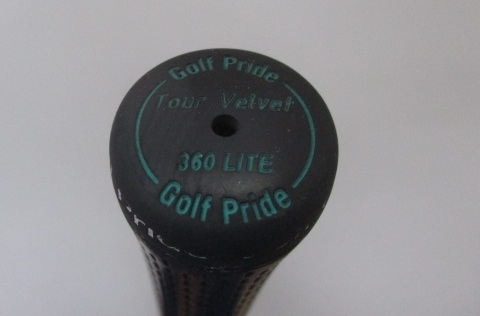 Golf Pride
Tour Velvet
360 LITE
Golf Pride